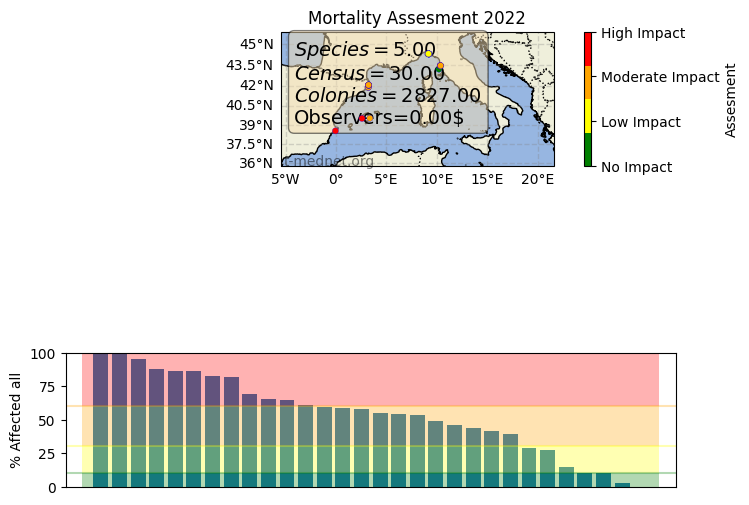 Mortality Assesment 2022
Species = 5.00
Census = 30.00
Colonies = 2827.00
Observers=0.00$
t-mednet.org
45°N
43.5°N
42°N
40.5°N
39°N
37.5°N
36°N
5°W 0° 5°E 10°E 15°E 20°E
High Impact
Moderate Impact
Low Impact
No Impact
Assesment
% Affected all
100
75
50
25
0